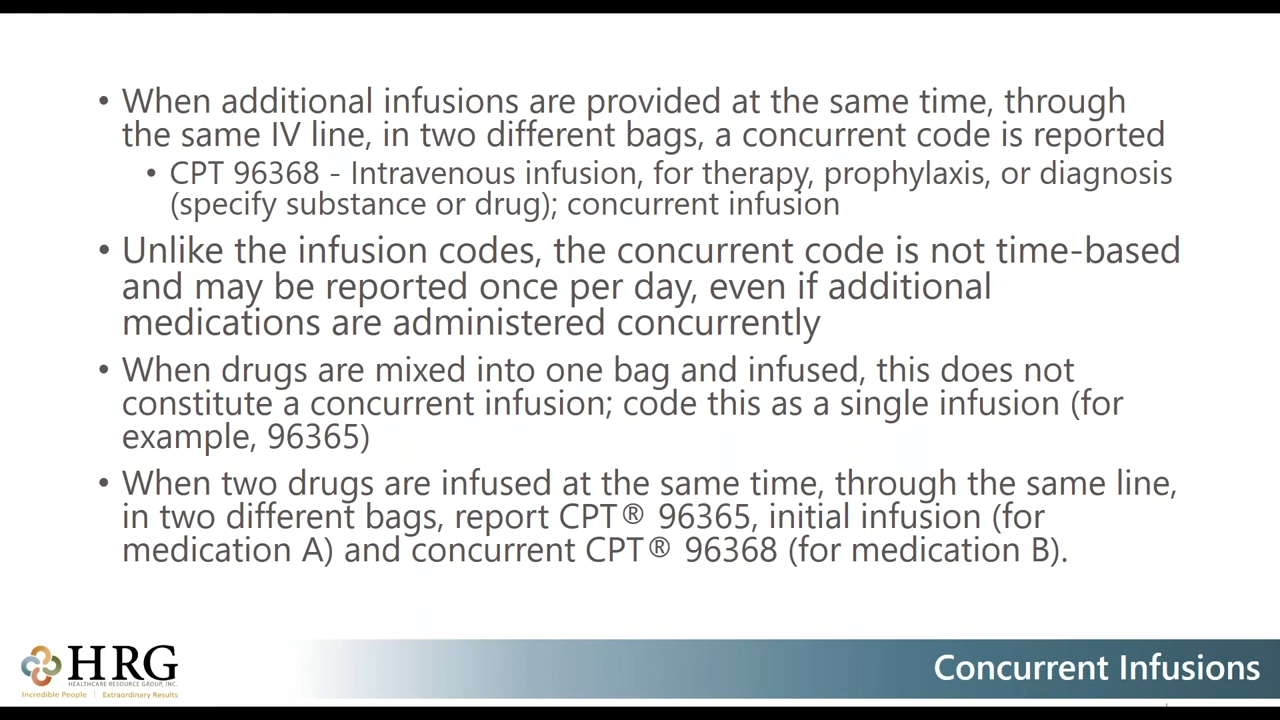 • When additional infusions are provided at the same time, through
the same IV line, in two different bags, a concurrent code is reported
• CPT 96368 - Intravenous infusion, for therapy, prophylaxis, or diagnosis
(specify substance or drug); concurrent infusion
• Unlike the infusion codes, the concurrent code is not time-based
and may be reported once per day, even if additional
medications are administered concurrently
• When drugs are mixed into one bag and infused, this does not
constitute a concurrent infusion; code this as a single infusion (for
example, 96365)
• When two drugs are infused at the same time, through the same line,
in two different bags, report CPT® 96365, initial infusion (for
medication A) and concurrent CPT® 96368 (for medication B).
HRG
HEALTHCARE RESOURCE GROUP, INC.
Incredible People | Extraordinary Results
Concurrent Infusions